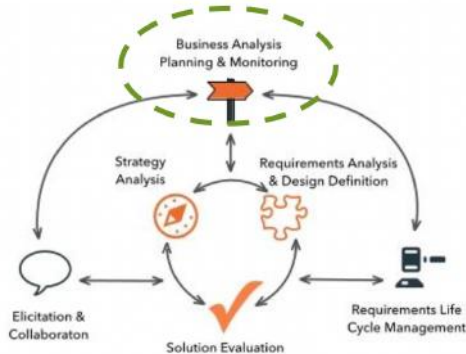 Business Analysis
Planning & Monitoring
Strategy
Analysis
Requirements Analysis
& Design Definition
Elicitation &
Collaboraton
Requirements Life
Cycle Management
Solution Evaluation